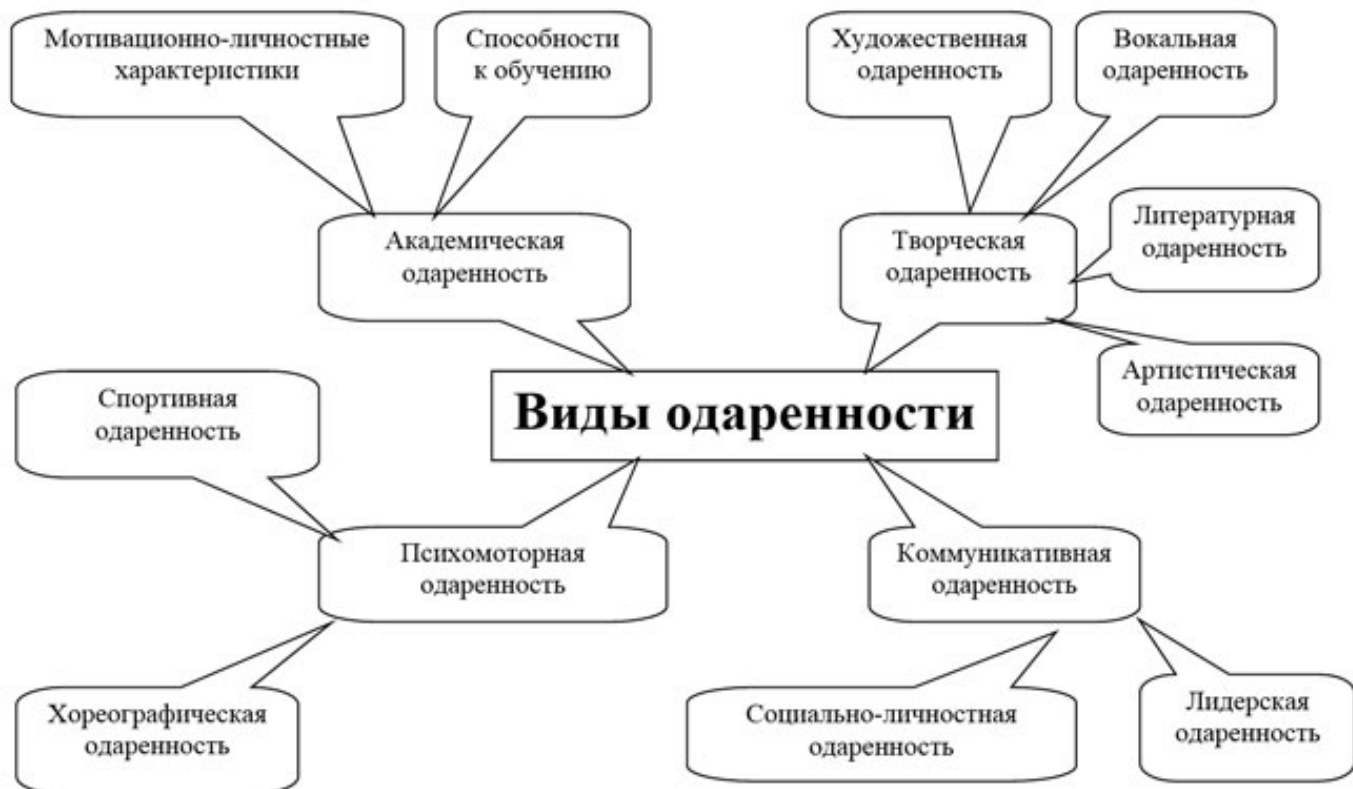 Мотивационно-личностные
характеристики
Способности
к обучению
Художественная
одаренность
Вокальная
одаренность
Академическая
одаренность
Творческая
одаренность
Литературная
одаренность
Артистическая
одаренность
Виды одаренности
Спортивная
одаренность
Психомоторная
одаренность
Коммуникативная
одаренность
Хореографическая
одаренность
Социально-личностная
одаренность
Лидерская
одаренность